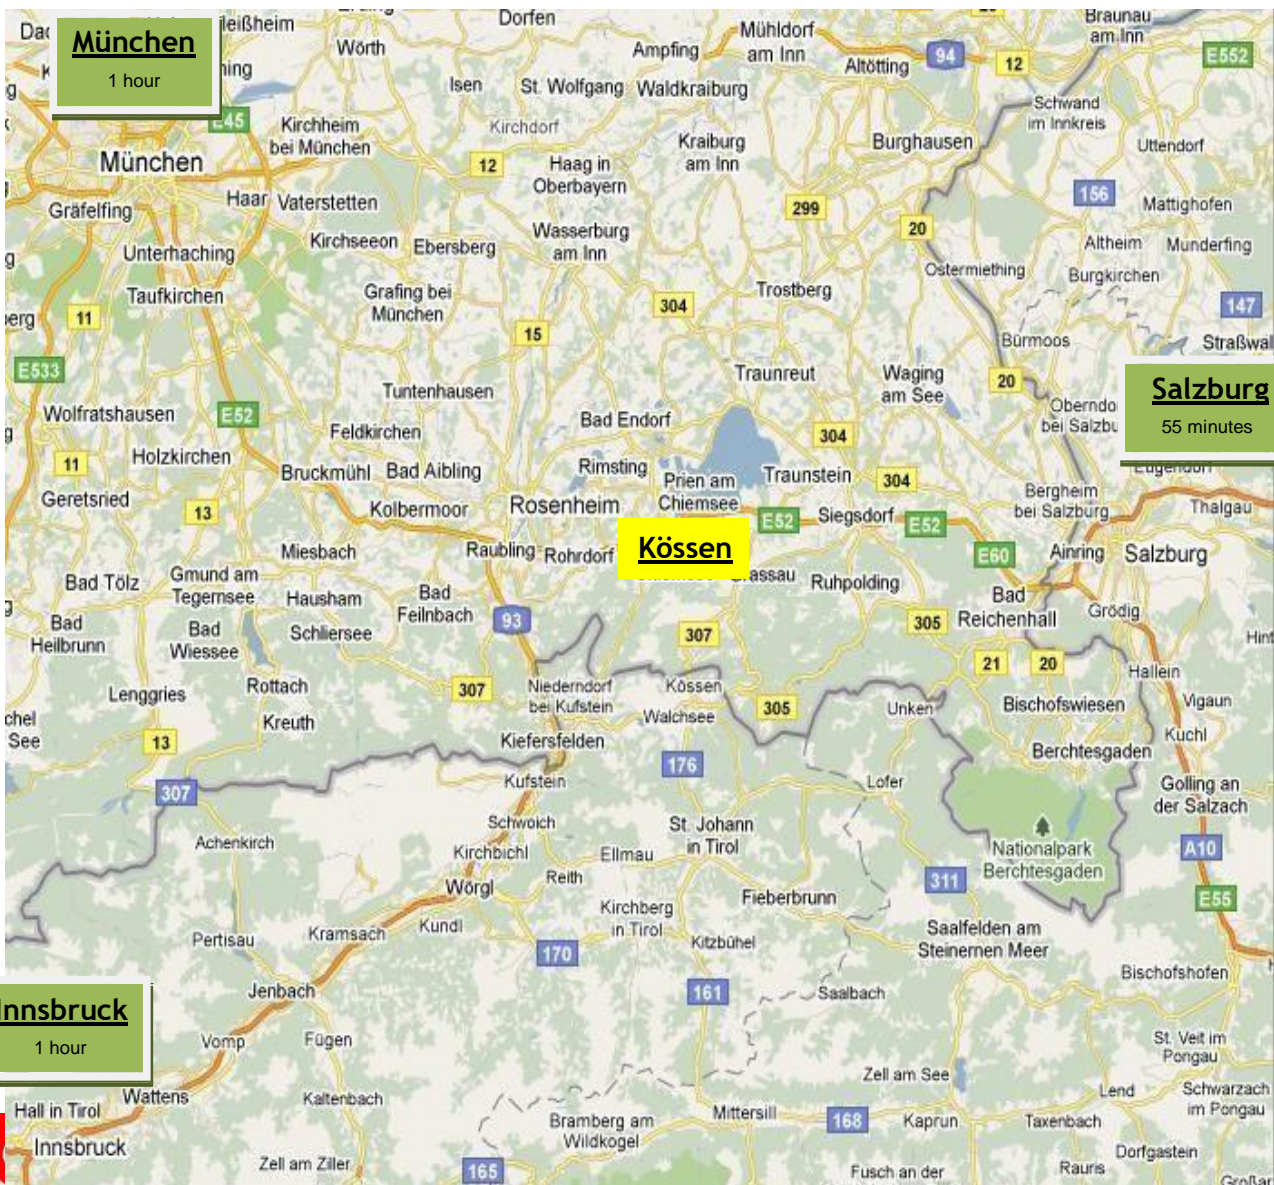 Dorfen
Mühldorf
am Inn
Braunau
am Inn
München
1 hour
leißheim
Wörth
Ampfing
Altötting
94
12
E552
Isen
St. Wolfgang
Waldkraiburg
Schwand
im Innkreis
E45
Kirchheim
bei München
Kirchdorf
Kraiburg
am Inn
Burghausen
Uttendorf
München
12
Haag in
Oberbayern
156
Mattighofen
Gräfelfing
Haar
Vaterstetten
299
20
Unterhaching
Kirchseeon
Ebersberg
Wasserburg
am Inn
Altheim
Munderfing
Ostermiething
Burgkirchen
Taufkirchen
Grafing bei
München
304
Trostberg
147
11
15
Bürmoos
Straßwal
E533
Tuntenhausen
Traunreut
Waging
am See
20
Salzburg
55 minutes
Wolfratshausen
E52
Feldkirchen
Bad Endorf
304
Oberndo
bei Salzbu
11
Holzkirchen
Bruckmühl
Bad Aibling
Rimsting
Prien am
Chiemsee
Traunstein
304
Geretsried
13
Kolbermoor
Rosenheim
E52
Siegsdorf
E52
Bergheim
bei Salzburg
Thalgau
Miesbach
Raubling
Rohrdorf
Kössen
E60
Ainring
Salzburg
Bad Tölz
Gmund am
Tegernsee
Hausham
Bad
Feilnbach
Ruhpolding
Bad
Reichenhall
Grödig
Bad
Heilbrunn
Bad
Wiessee
Schliersee
93
307
305
Hint
21
20
Hallein
Lenggries
Rottach
307
Niederndorf
bei Kufstein
Kössen
305
Unken
Bischofswiesen
Vigaun
chel
See
Kreuth
Walchsee
Kuchl
13
Kiefersfelden
176
Berchtesgaden
307
Kufstein
Lofer
Golling an
der Salzach
Achenkirch
Schwoich
St. Johann
in Tirol
Nationalpark
Berchtesgaden
A10
Kirchbichl
Ellmau
Wörgl
Reith
Fieberbrunn
311
E55
Kundl
Kirchberg
in Tirol
Saalfelden am
Steinernen Meer
Pertisau
Kramsach
170
Kitzbühel
Bischofshofen
Innsbruck
1 hour
Jenbach
161
Saalbach
Vomp
Fügen
St. Veit im
Pongau
Zell am See
Hall in Tirol
Wattens
Kaltenbach
Lend
Schwarzach
im Pongau
Innsbruck
Bramberg am
Wildkogel
Mittersill
168
Kaprun
Taxenbach
Zell am Ziller
165
Fusch an der
Rauris
Dorfgastein
Großar